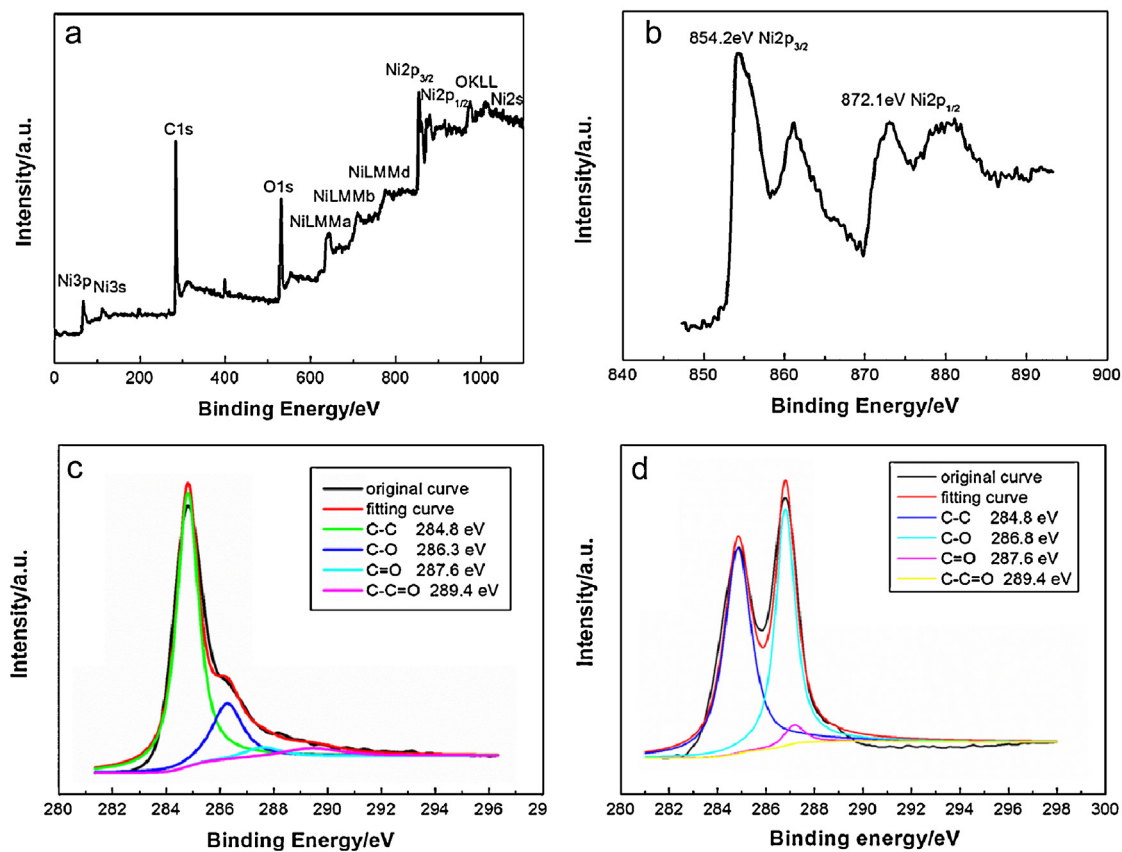 a
Ni3p
Ni3s
C1s
O1s
NiLMMa
NiLMMb
NiLMMd
Ni2p3/2
Ni2p1/2
OKLL
Ni2s
Intensity/a.u.
0 200 400 600 800 1000
Binding Energy/eV
b
854.2eV Ni2p3/2
872.1eV Ni2p1/2
Intensity/a.u.
840 850 860 870 880 890 900
Binding Energy/eV
c
original curve
fitting curve
C-C 284.8 eV
C-O 286.3 eV
C=O 287.6 eV
C-C=O 289.4 eV
Intensity/a.u.
280 282 284 286 288 290 292 294 296 29
Binding Energy/eV
d
original curve
fitting curve
C-C 284.8 eV
C-O 286.8 eV
C=O 287.6 eV
C-C=O 289.4 eV
Intensity/a.u.
280 282 284 286 288 290 292 294 296 298 300
Binding energy/eV